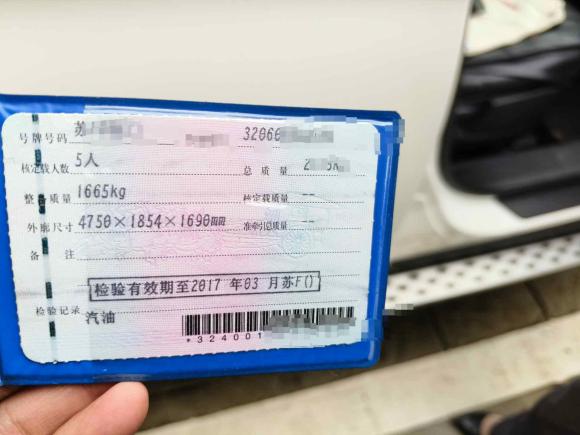 号牌号码 苏 32060
核定载人数 5人 总质量
整备质量 1665kg 核定载质量 --
外廓尺寸 4750×1854×1690mm 准牵引总质量 --
备注
检验有效期至2017年03月苏F()
检验记录
汽油
*324001